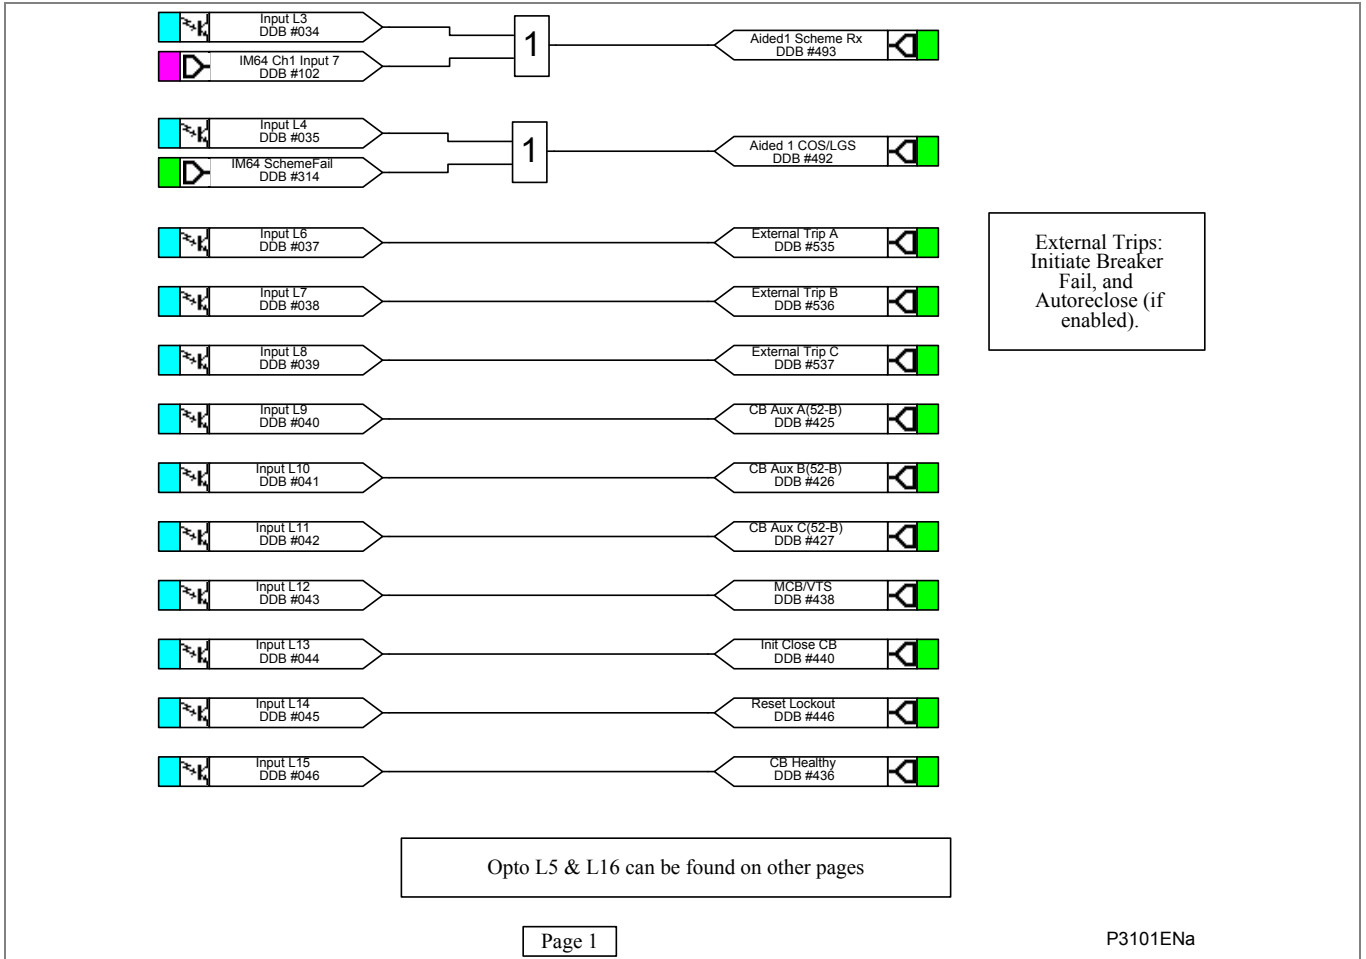 Input L3
DDB #034
IM64 Ch1 Input 7
DDB #102
1
Aided1 Scheme Rx
DDB #493
Input L4
DDB #035
IM64 SchemeFail
DDB #314
1
Aided 1 COS/LGS
DDB #492
Input L6
DDB #037
External Trip A
DDB #535
External Trips:
Initiate Breaker
Fail, and
Autoreclose (if
enabled).
Input L7
DDB #038
External Trip B
DDB #536
Input L8
DDB #039
External Trip C
DDB #537
Input L9
DDB #040
CB Aux A(52-B)
DDB #425
Input L10
DDB #041
CB Aux B(52-B)
DDB #426
Input L11
DDB #042
CB Aux C(52-B)
DDB #427
Input L12
DDB #043
MCB/VTS
DDB #438
Input L13
DDB #044
Init Close CB
DDB #440
Input L14
DDB #045
Reset Lockout
DDB #446
Input L15
DDB #046
CB Healthy
DDB #436
Opto L5 & L16 can be found on other pages
Page 1
P3101ENa